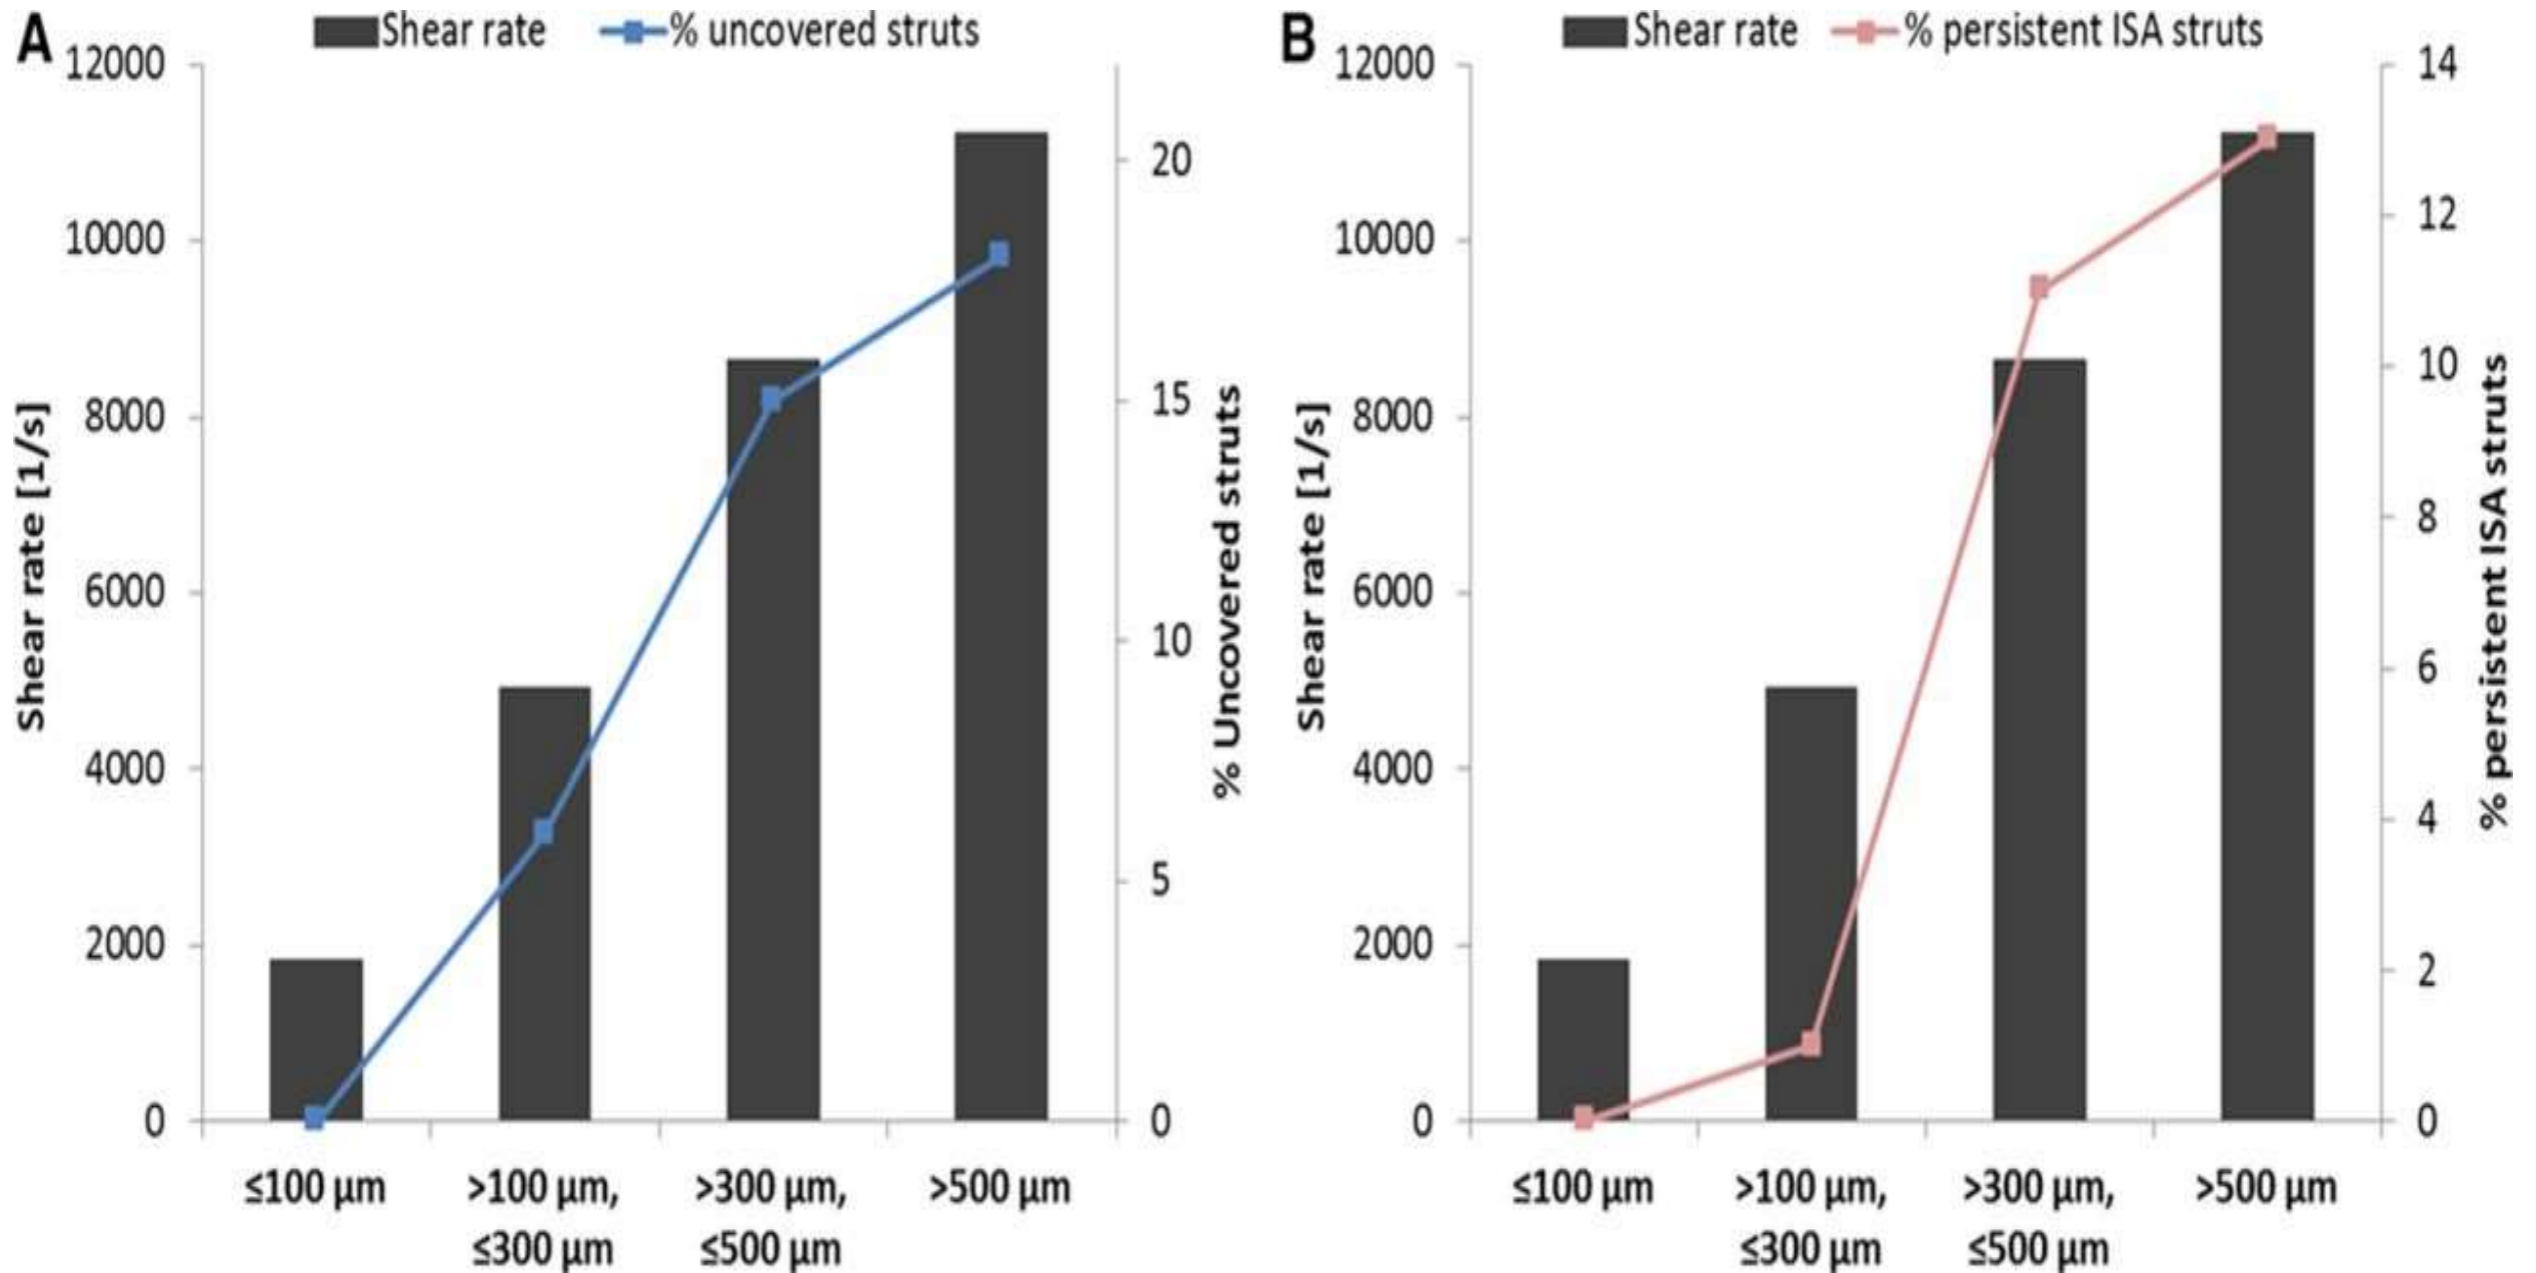 A
Shear rate
% uncovered struts
12000
10000
8000
6000
4000
2000
0
Shear rate [1/s]
20
15
10
5
0
% Uncovered struts
≤100 µm
>100 µm,
≤300 µm
>300 µm,
≤500 µm
>500 µm
B
Shear rate
% persistent ISA struts
12000
10000
8000
6000
4000
2000
0
Shear rate [1/s]
14
12
10
8
6
4
2
0
% persistent ISA struts
≤100 µm
>100 µm,
≤300 µm
>300 µm,
≤500 µm
>500 µm